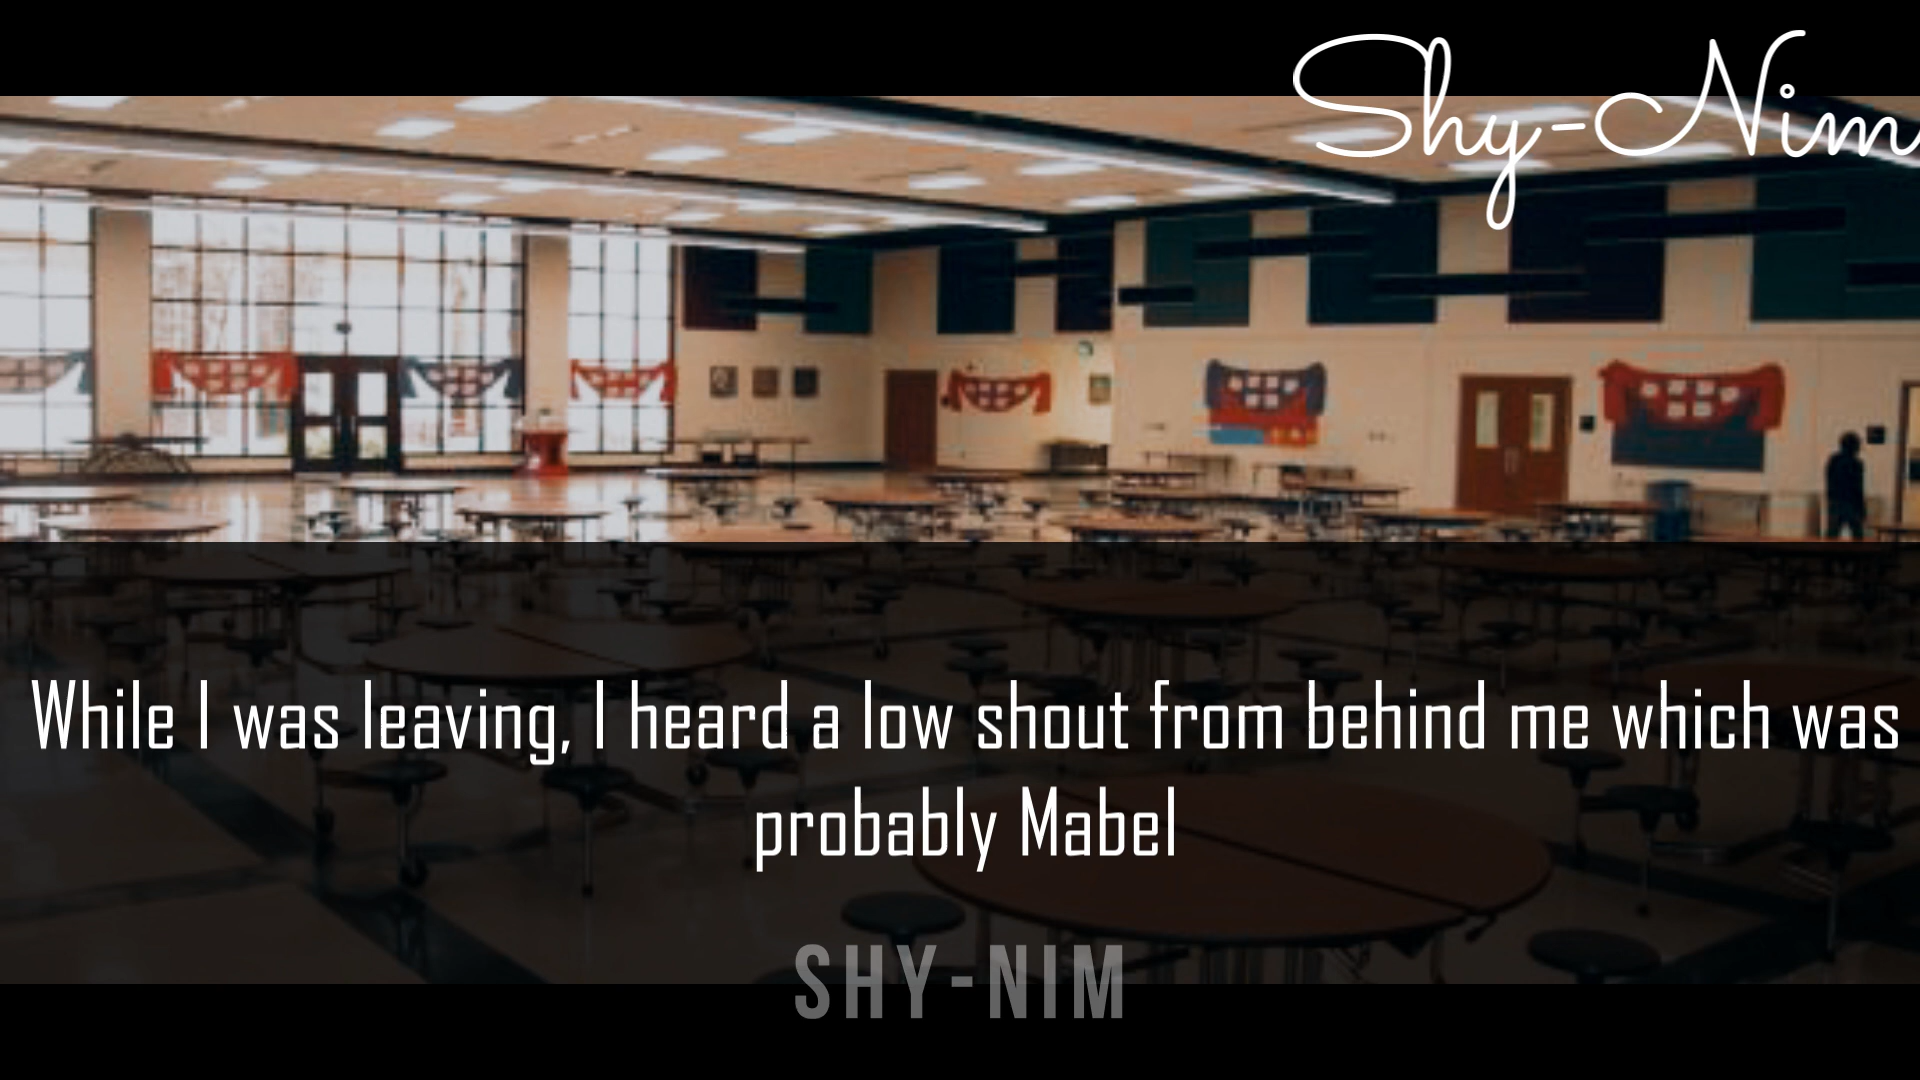 Shy-Nim
While I was leaving, I heard a low shout from behind me which was
probably Mabel
SHY-NIM